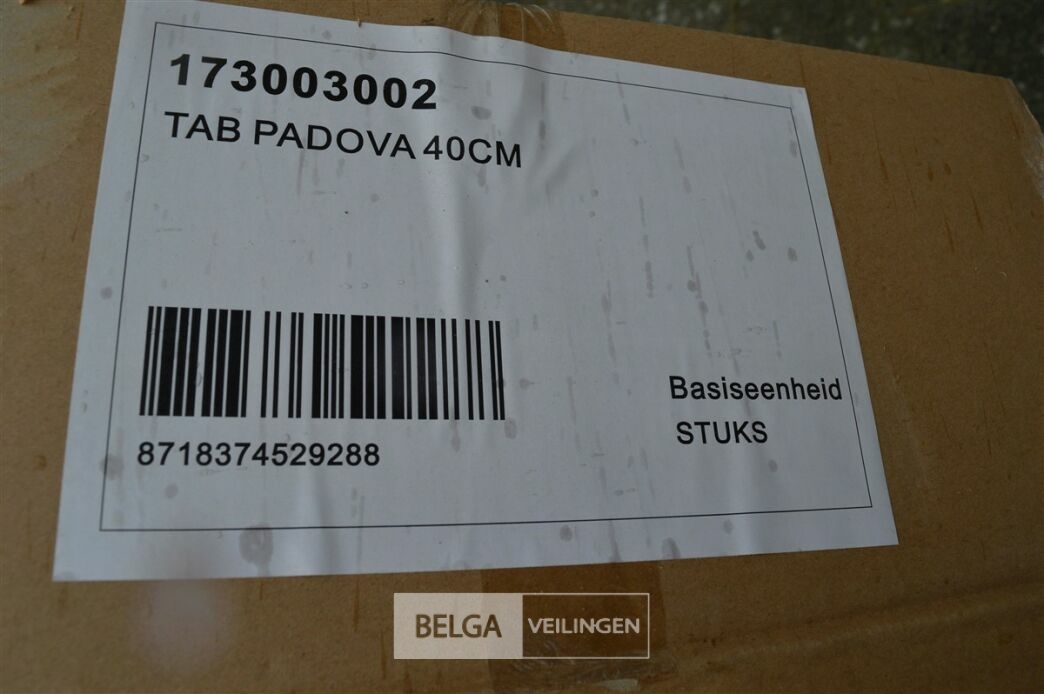 173003002
TAB PADOVA 40CM
8718374529288
Basiseenheid
STUKS
BELGA VEILINGEN